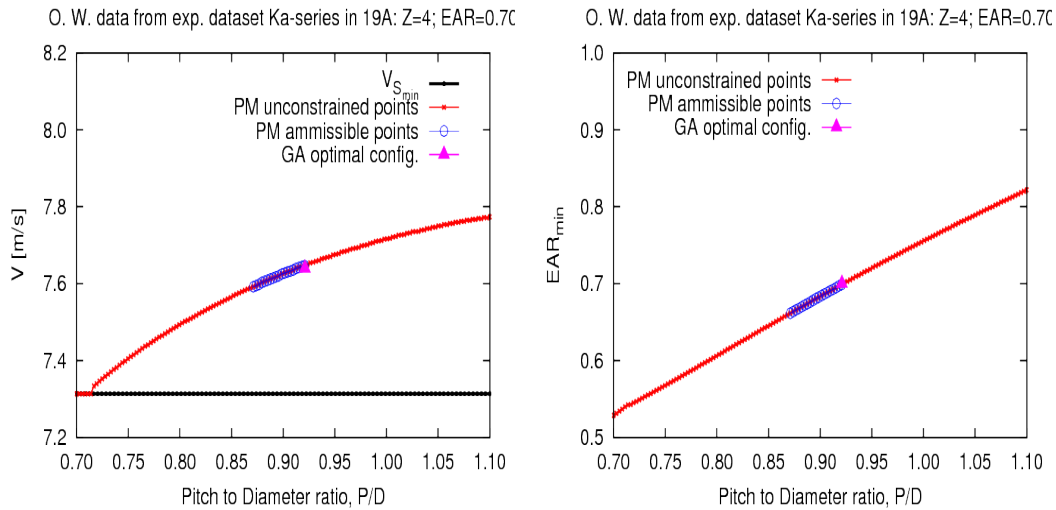 O. W. data from exp. dataset Ka-series in 19A: Z=4; EAR=0.70
V [m/s]
8.2
8.0
7.8
7.6
7.4
7.2
0.70 0.75 0.80 0.85 0.90 0.95 1.00 1.05 1.10
Pitch to Diameter ratio, P/D
V_Smin
PM unconstrained points
PM ammissible points
GA optimal config.
O. W. data from exp. dataset Ka-series in 19A: Z=4; EAR=0.70
EARmin
1.0
0.9
0.8
0.7
0.6
0.5
0.70 0.75 0.80 0.85 0.90 0.95 1.00 1.05 1.10
Pitch to Diameter ratio, P/D
PM unconstrained points
PM ammissible points
GA optimal config.